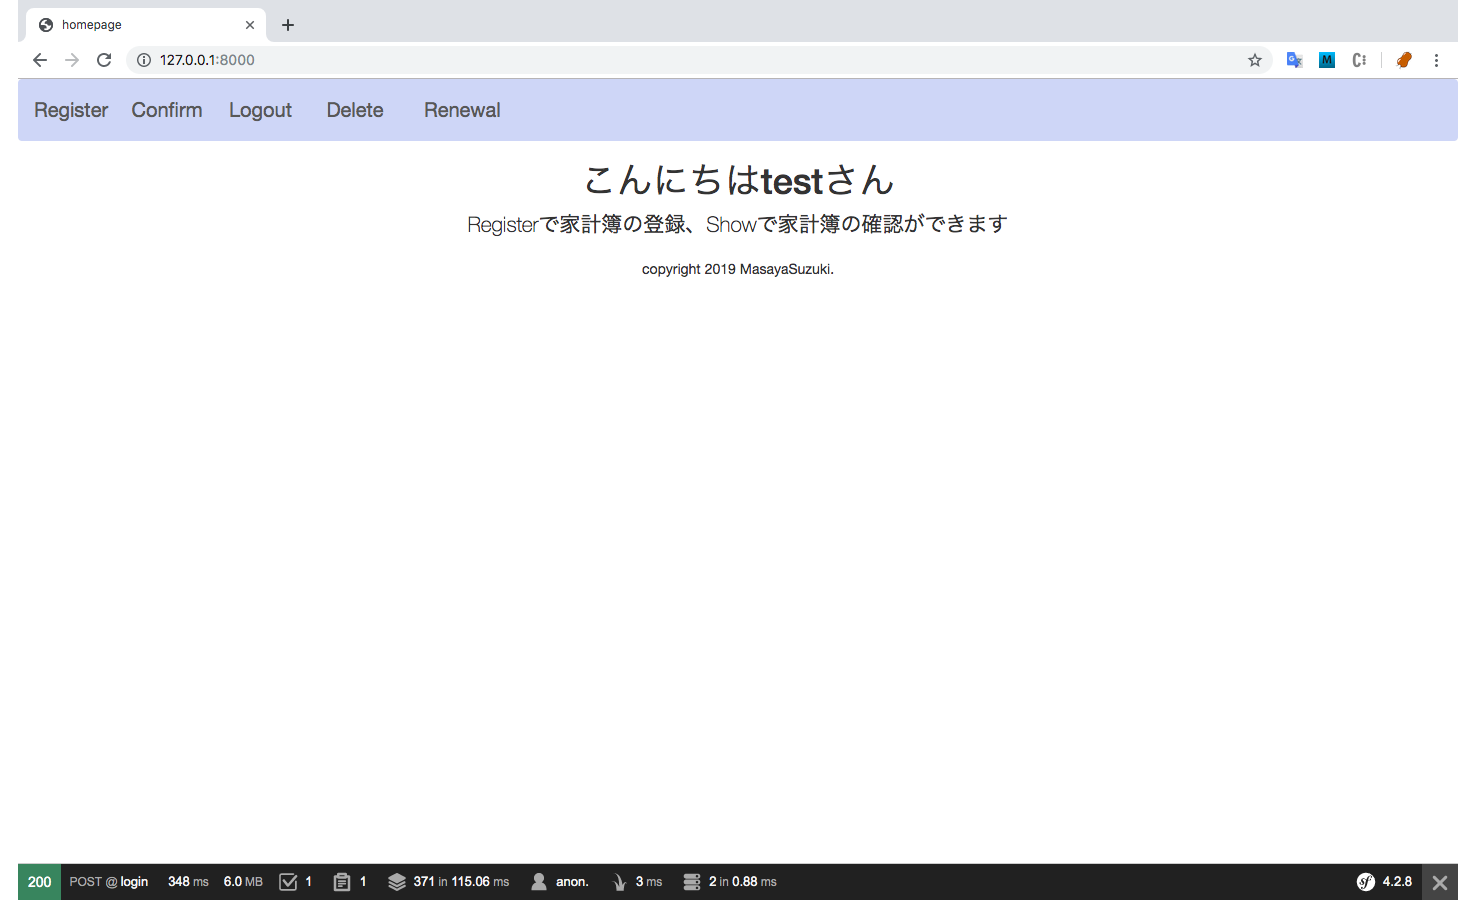 homepage
127.0.0.1:8000
Register Confirm Logout Delete Renewal
こんにちはtestさん
Registerで家計簿の登録、Showで家計簿の確認ができます
copyright 2019 MasayaSuzuki.
200 POST @ login 348 ms 6.0 MB 1 1 371 in 115.06 ms anon. 3 ms 2 in 0.88 ms sf 4.2.8